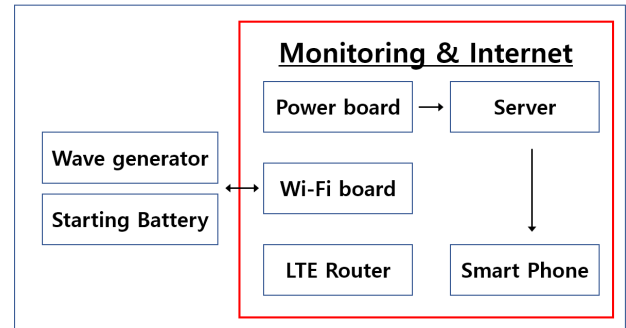 Monitoring & Internet
Power board
Server
Wave generator
Wi-Fi board
Starting Battery
LTE Router
Smart Phone